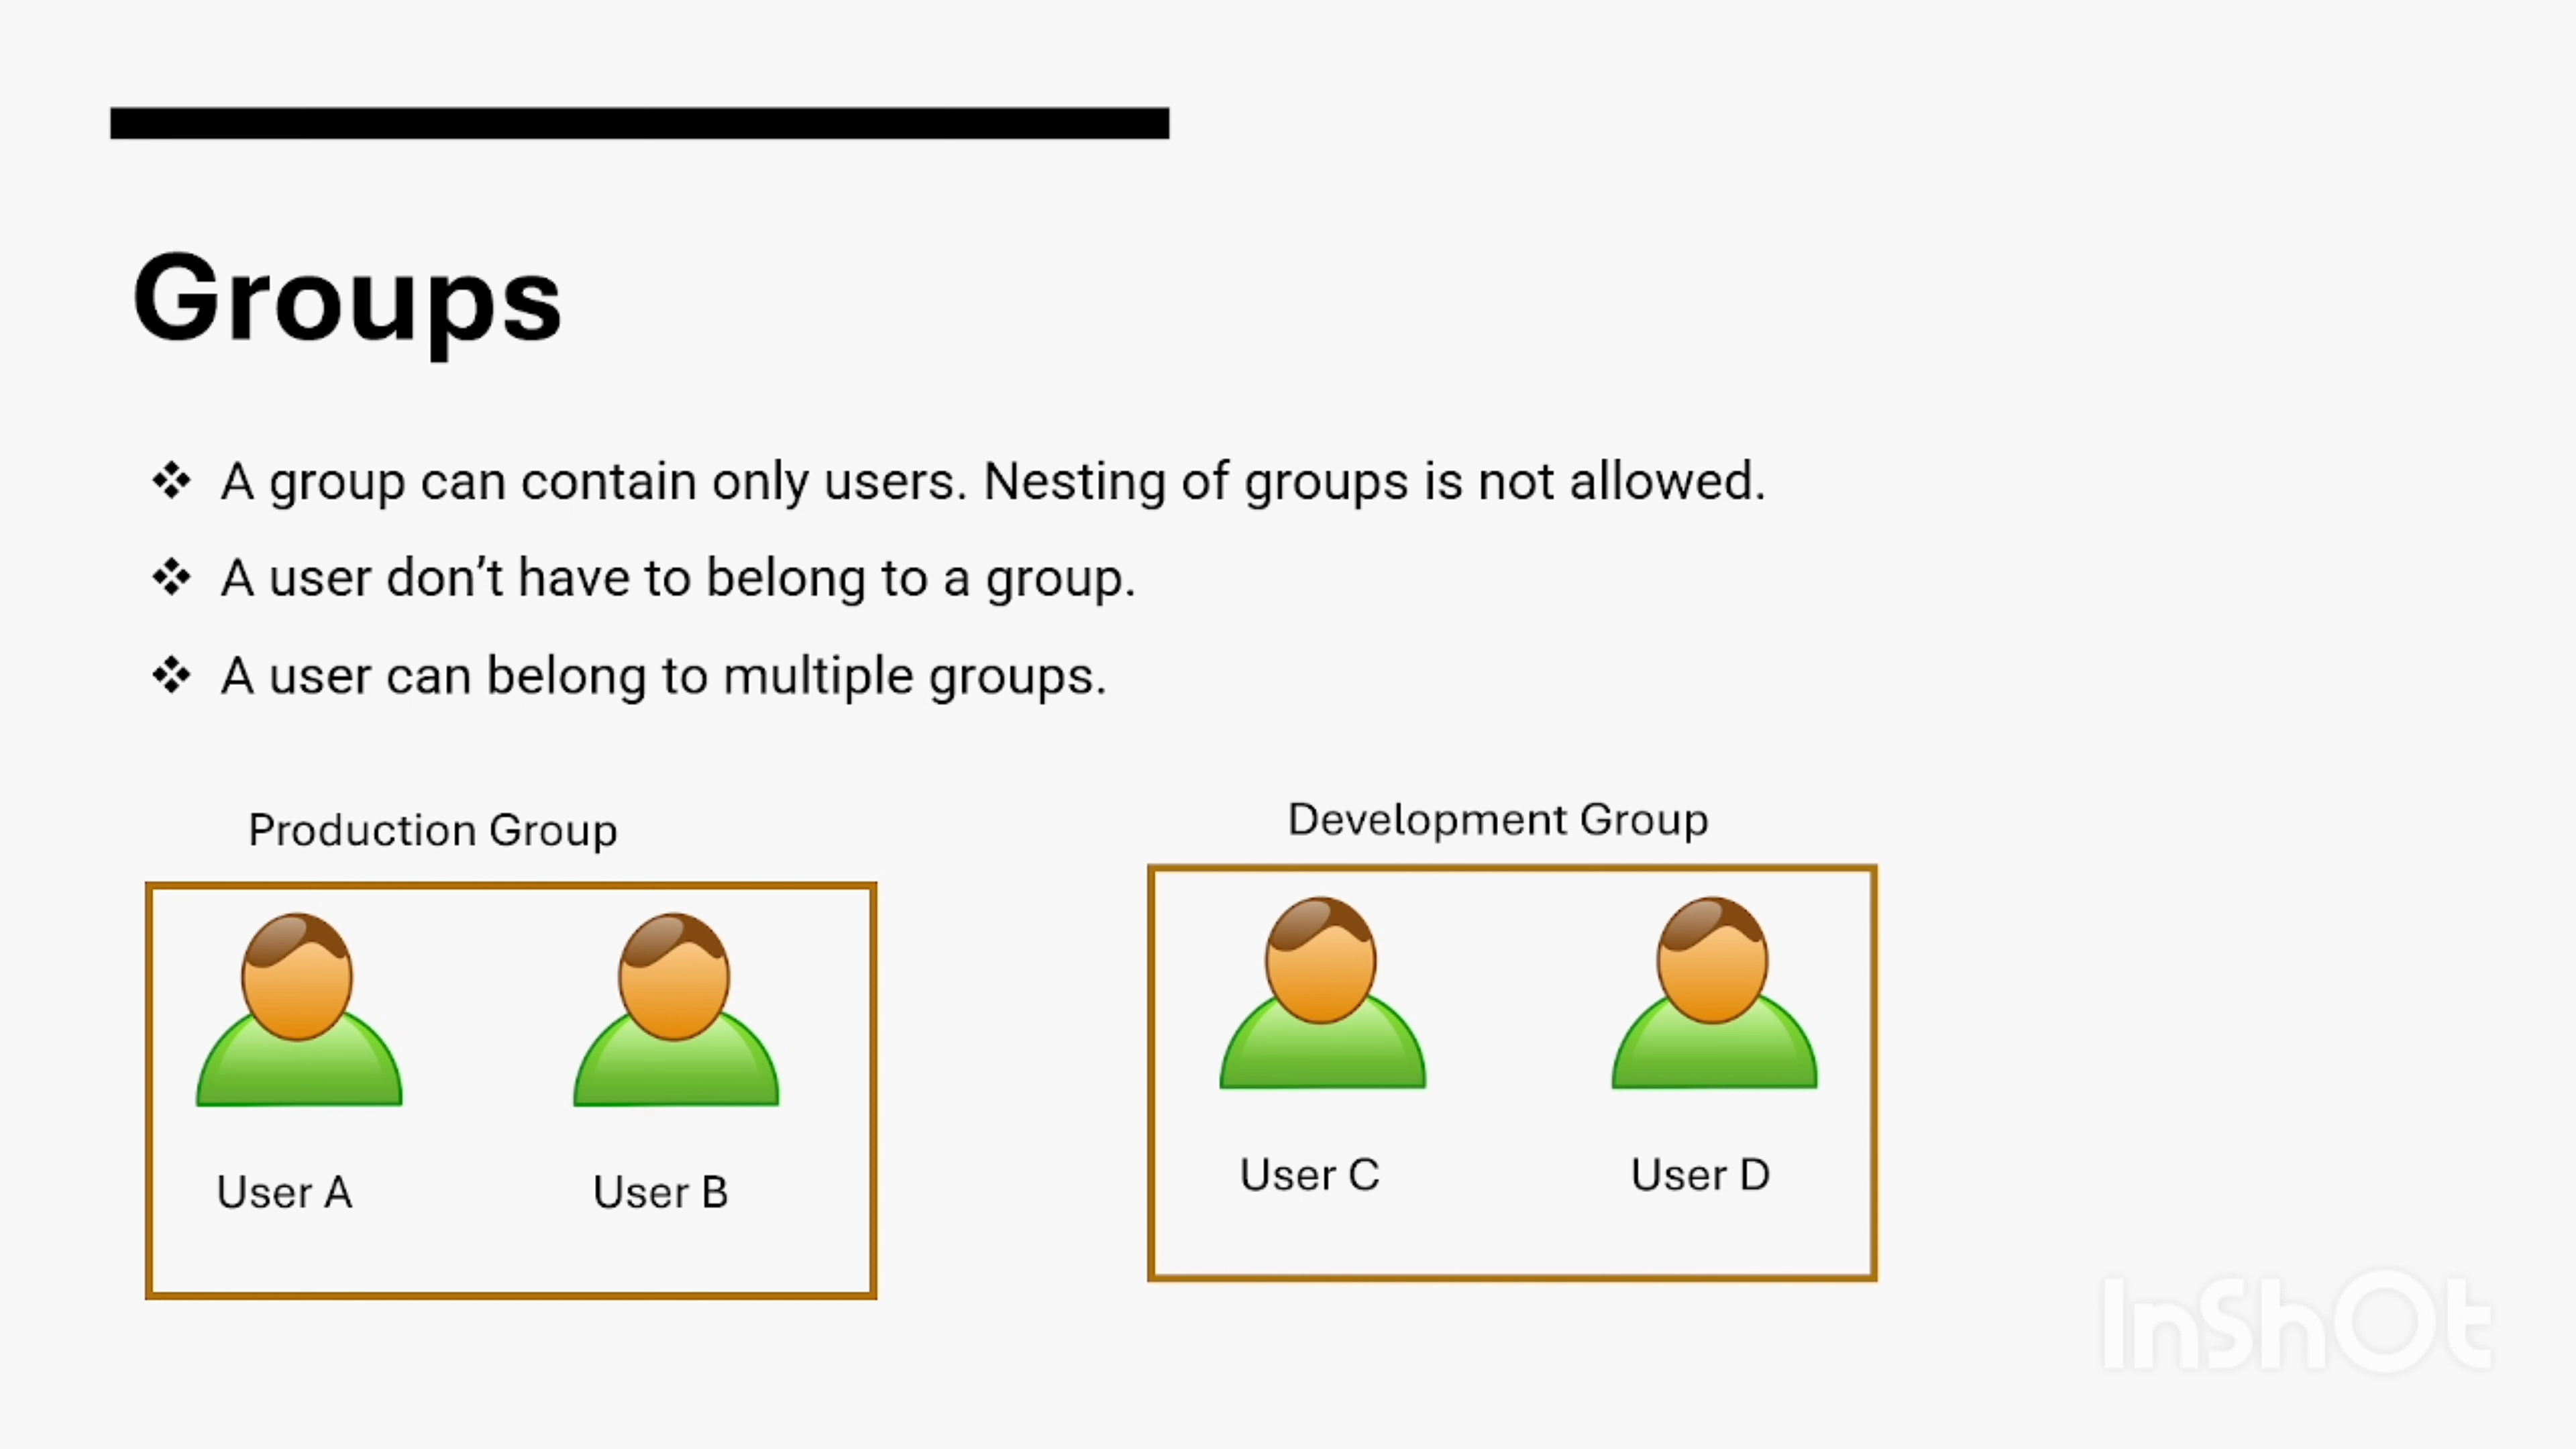 Groups
❖ A group can contain only users. Nesting of groups is not allowed.
❖ A user don’t have to belong to a group.
❖ A user can belong to multiple groups.
Production Group
Development Group
User A
User B
User C
User D
InShOt